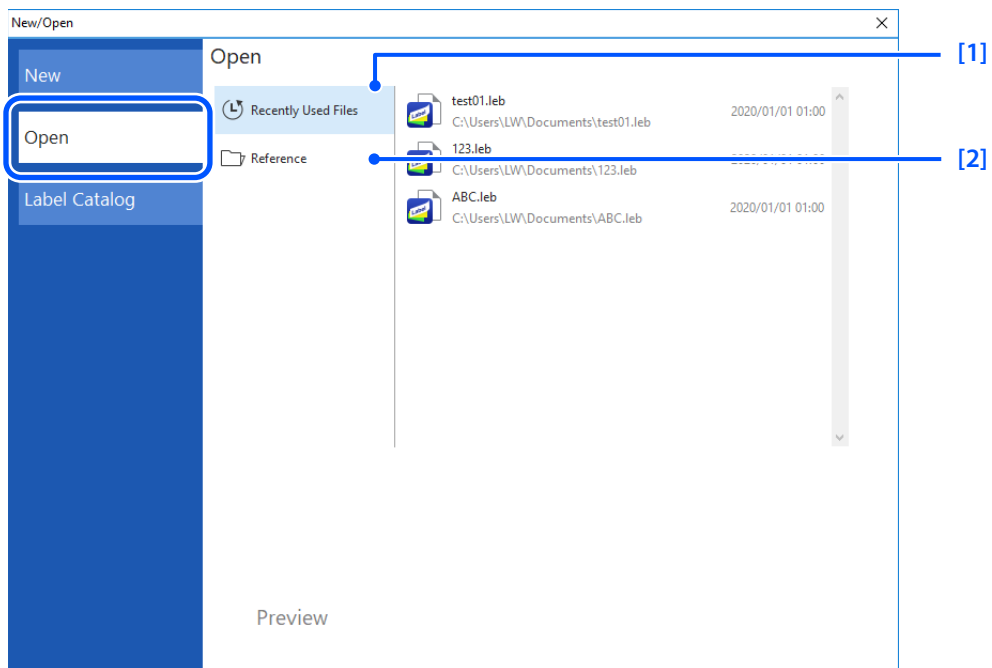 New/Open
New
Open
Label Catalog
Open
Recently Used Files
Reference
test01.leb
C:\Users\LW\Documents\test01.leb
2020/01/01 01:00
123.leb
C:\Users\LW\Documents\123.leb
ABC.leb
C:\Users\LW\Documents\ABC.leb
2020/01/01 01:00
Preview
[1]
[2]